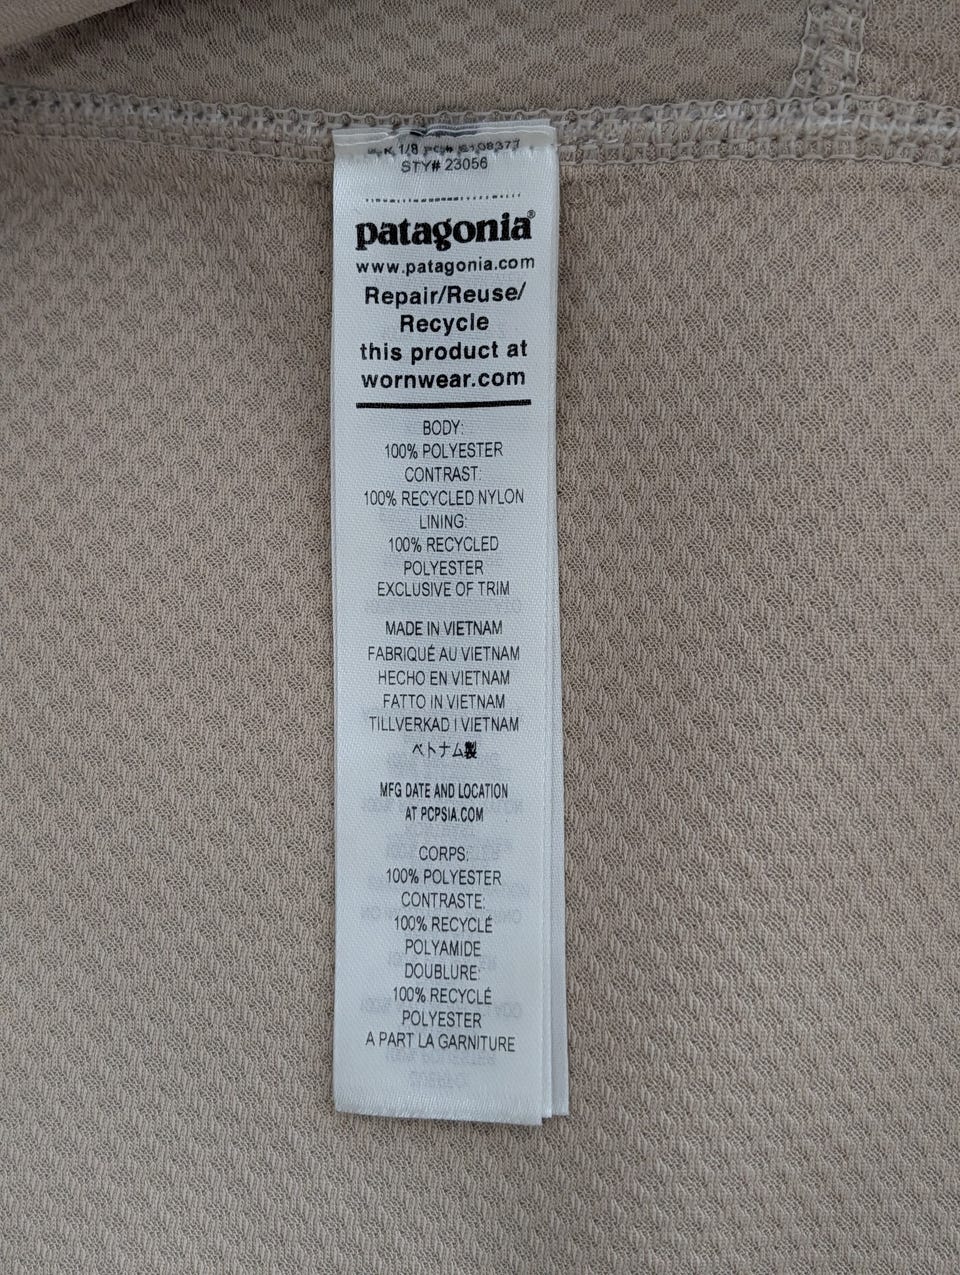 K 1/8
STY# 23056
patagonia®
www.patagonia.com
Repair/Reuse/
Recycle
this product at
wornwear.com
BODY:
100% POLYESTER
CONTRAST:
100% RECYCLED NYLON
LINING:
100% RECYCLED
POLYESTER
EXCLUSIVE OF TRIM
MADE IN VIETNAM
FABRIQUÉ AU VIETNAM
HECHO EN VIETNAM
FATTO IN VIETNAM
TILLVERKAD I VIETNAM
ベトナム製
MFG DATE AND LOCATION
AT PCPSIA.COM
CORPS:
100% POLYESTER
CONTRASTE:
100% RECYCLÉ
POLYAMIDE
DOUBLURE:
100% RECYCLÉ
POLYESTER
A PART LA GARNITURE